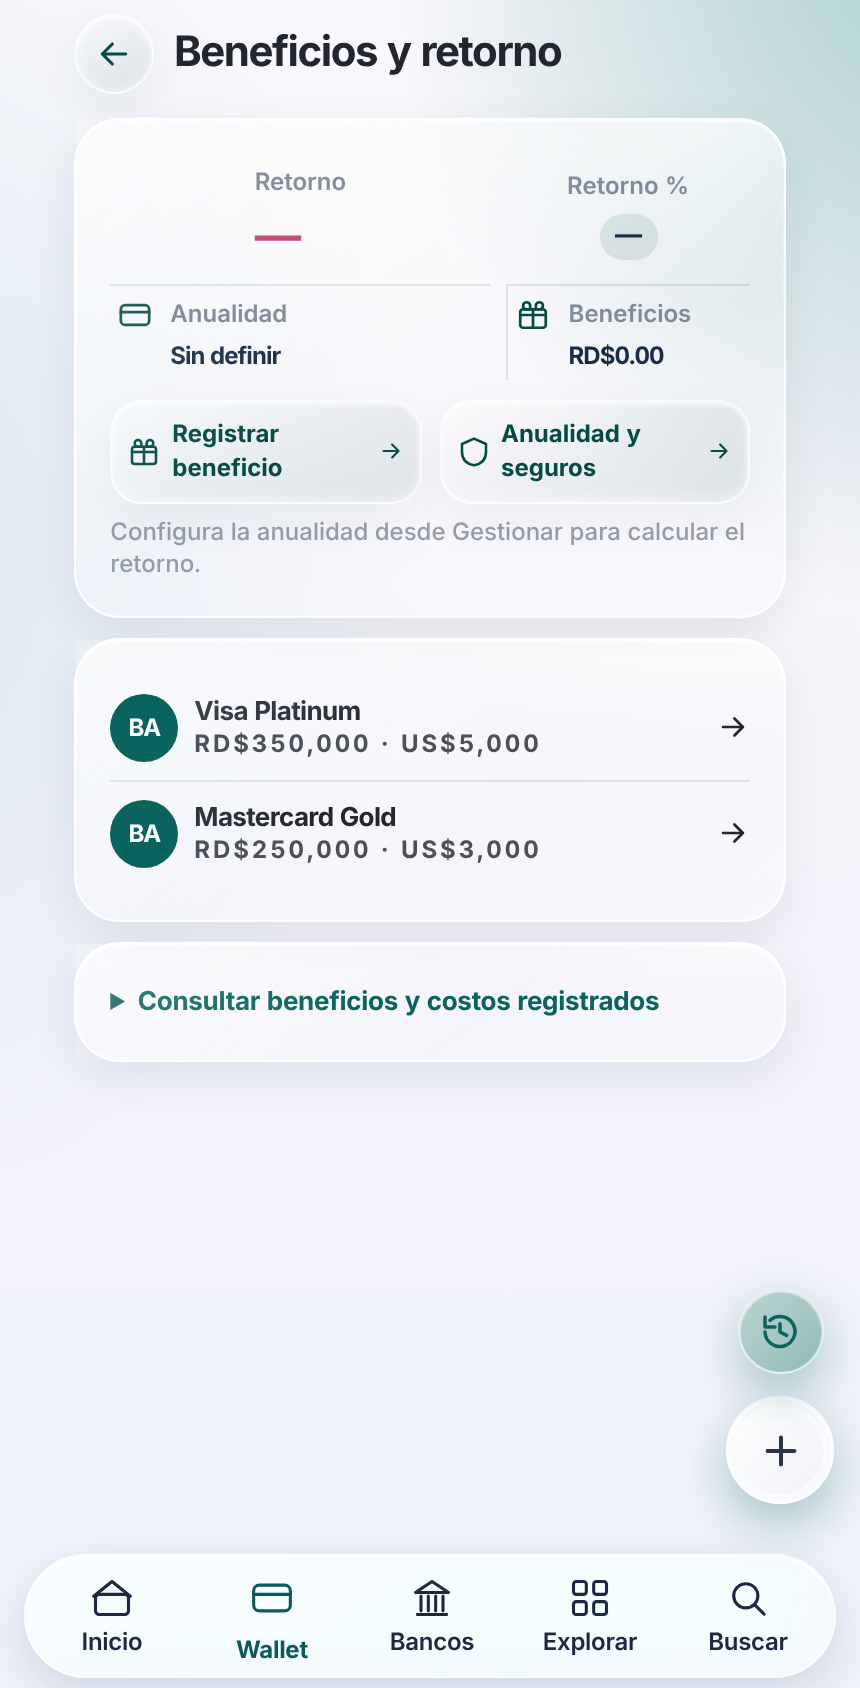 Beneficios y retorno
Retorno
—
Retorno %
—
Anualidad
Sin definir
Beneficios
RD$0.00
Registrar
beneficio
Anualidad y
seguros
Configura la anualidad desde Gestionar para calcular el
retorno.
BA
Visa Platinum
RD$350,000 · US$5,000
BA
Mastercard Gold
RD$250,000 · US$3,000
Consultar beneficios y costos registrados
Inicio
Wallet
Bancos
Explorar
Buscar